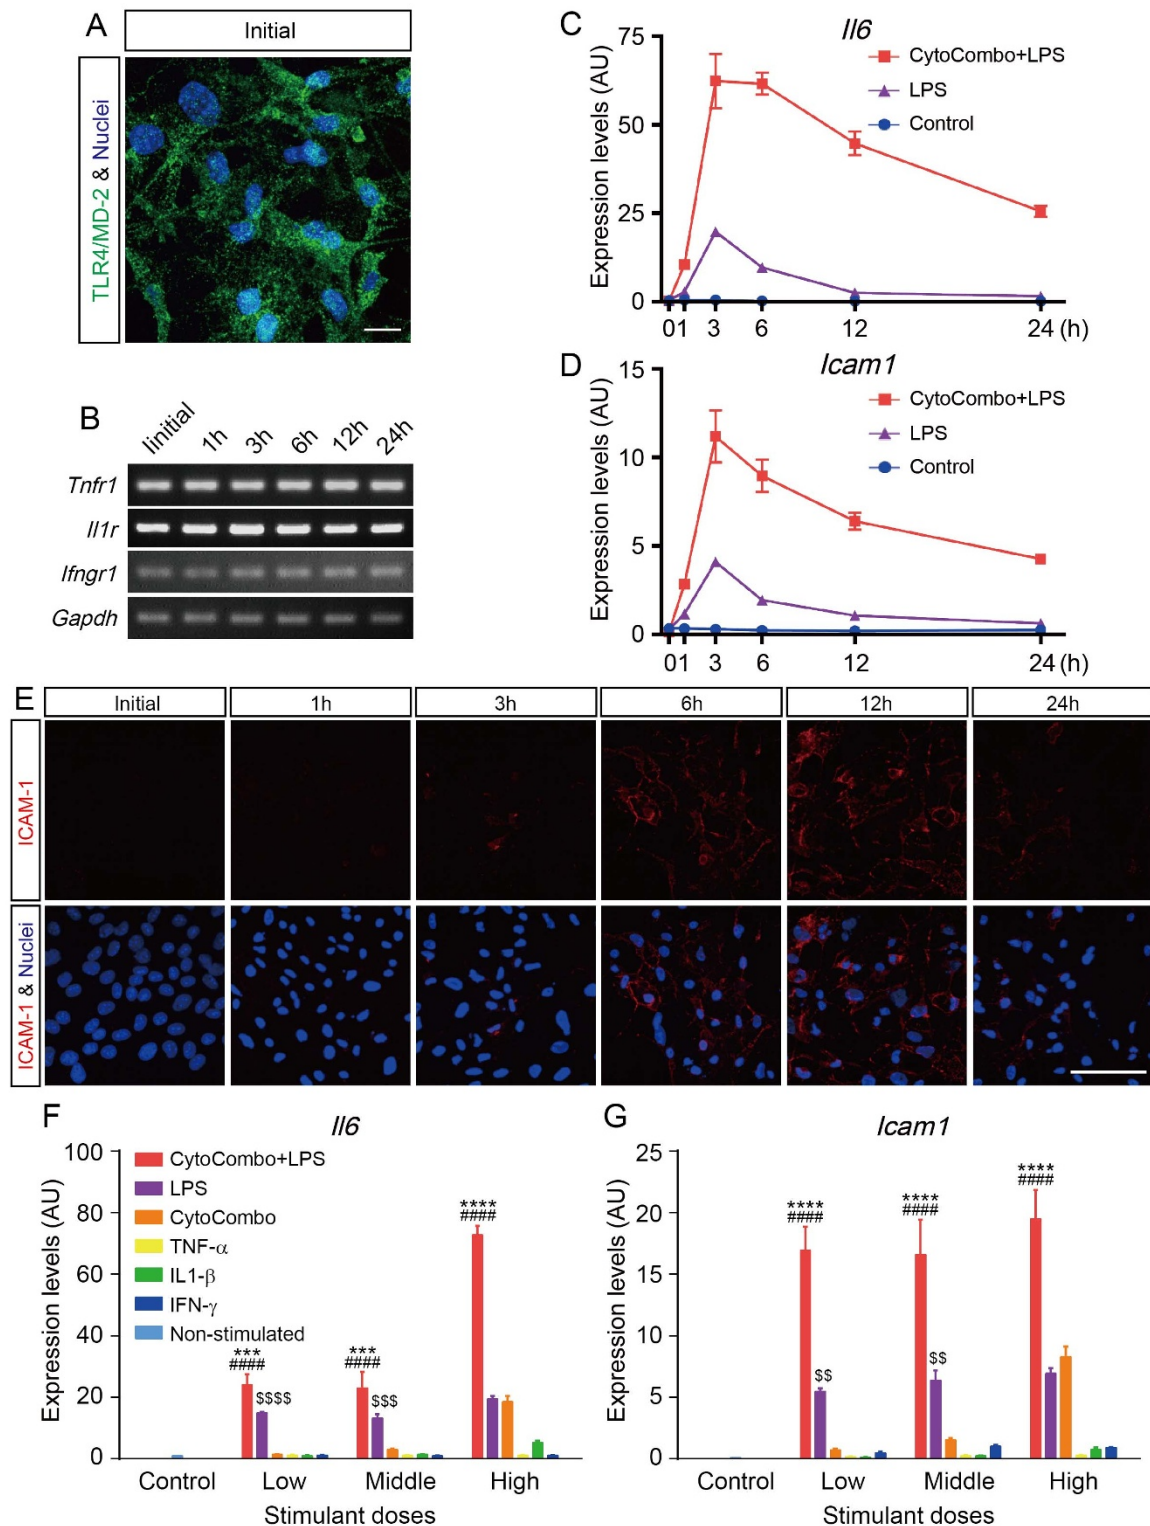 A
Initial
TLR4/MD-2 & Nuclei
B
Iinitial 1h 3h 6h 12h 24h
Tnfr1
Il1r
Ifngr1
Gapdh
C
Il6
Expression levels (AU)
75
50
25
0
CytoCombo+LPS
LPS
Control
0 1 3 6 12 24 (h)
D
Icam1
Expression levels (AU)
15
10
5
0
CytoCombo+LPS
LPS
Control
0 1 3 6 12 24 (h)
E
Initial 1h 3h 6h 12h 24h
ICAM-1
ICAM-1 & Nuclei
F
Il6
Expression levels (AU)
100
80
60
40
20
0
CytoCombo+LPS
LPS
CytoCombo
TNF-α
IL1-β
IFN-γ
Non-stimulated
***
####
$$$$
***
####
$$$
****
####
Control Low Middle High
Stimulant doses
G
Icam1
Expression levels (AU)
25
20
15
10
5
0
****
####
$$
****
####
$$
****
####
Control Low Middle High
Stimulant doses